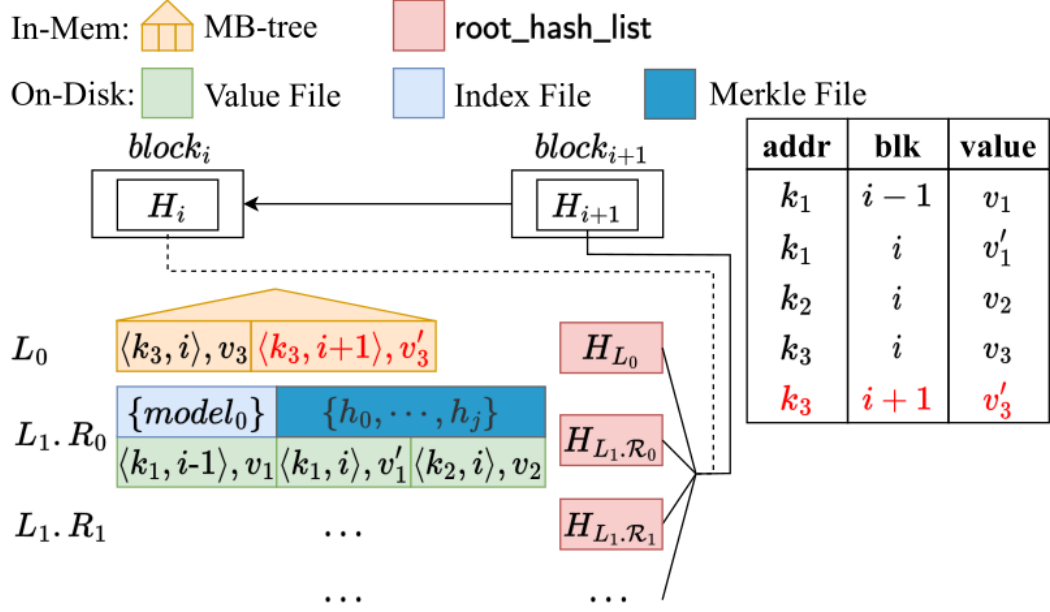 In-Mem: MB-tree root_hash_list
On-Disk: Value File Index File Merkle File
block_i block_{i+1}
H_i H_{i+1}
addr blk value
k_1 i − 1 v_1
k_1 i v'_1
k_2 i v_2
k_3 i v_3
k_3 i + 1 v'_3
L_0 ⟨k_3, i⟩, v_3 ⟨k_3, i+1⟩, v'_3 H_{L_0}
{model_0} {h_0, ⋯, h_j}
L_1.R_0 H_{L_1.R_0}
⟨k_1, i-1⟩, v_1 ⟨k_1, i⟩, v'_1 ⟨k_2, i⟩, v_2
L_1.R_1 ⋯ H_{L_1.R_1}
⋯ ⋯